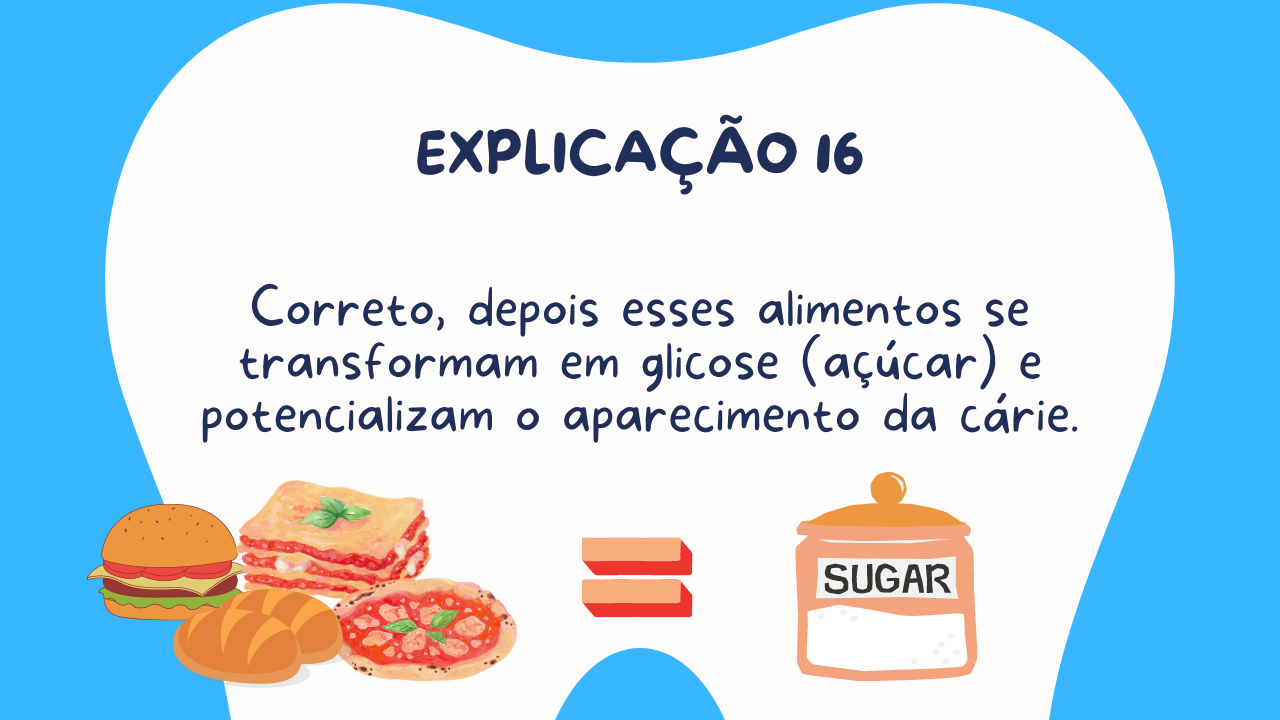 EXPLICAÇÃO 16
Correto, depois esses alimentos se
transformam em glicose (açúcar) e
potencializam o aparecimento da cárie.
SUGAR